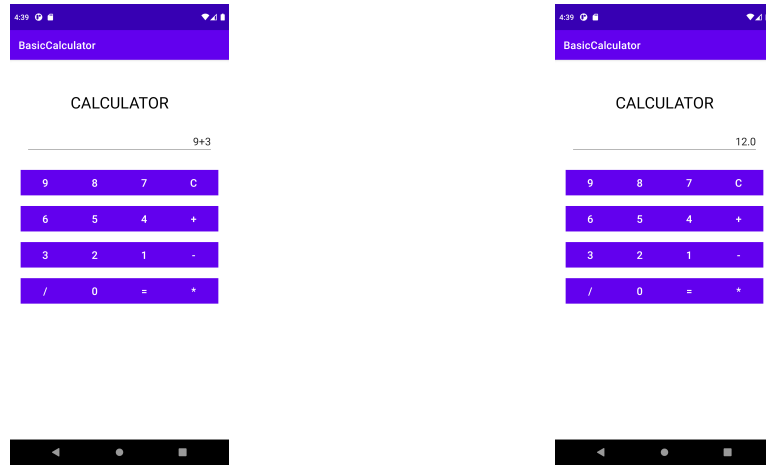 4:39
BasicCalculator
CALCULATOR
9+3
9 8 7 C
6 5 4 +
3 2 1 -
/ 0 = *
4:39
BasicCalculator
CALCULATOR
12.0
9 8 7 C
6 5 4 +
3 2 1 -
/ 0 = *